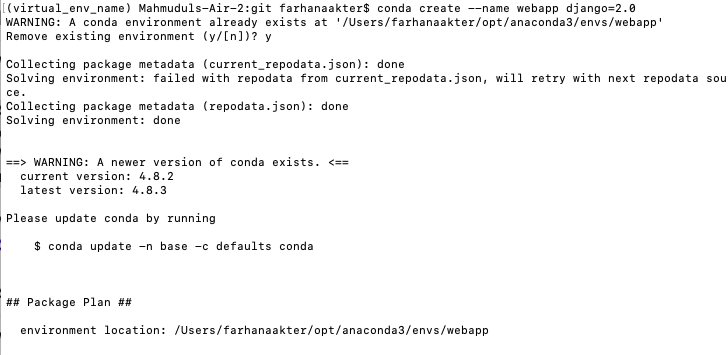 (virtual_env_name) Mahmuduls-Air-2:git farhanaakter$ conda create --name webapp django=2.0
WARNING: A conda environment already exists at '/Users/farhanaakter/opt/anaconda3/envs/webapp'
Remove existing environment (y/[n])? y
Collecting package metadata (current_repodata.json): done
Solving environment: failed with repodata from current_repodata.json, will retry with next repodata sou
ce.
Collecting package metadata (repodata.json): done
Solving environment: done
==> WARNING: A newer version of conda exists. <==
current version: 4.8.2
latest version: 4.8.3
Please update conda by running
$ conda update -n base -c defaults conda
## Package Plan ##
environment location: /Users/farhanaakter/opt/anaconda3/envs/webapp